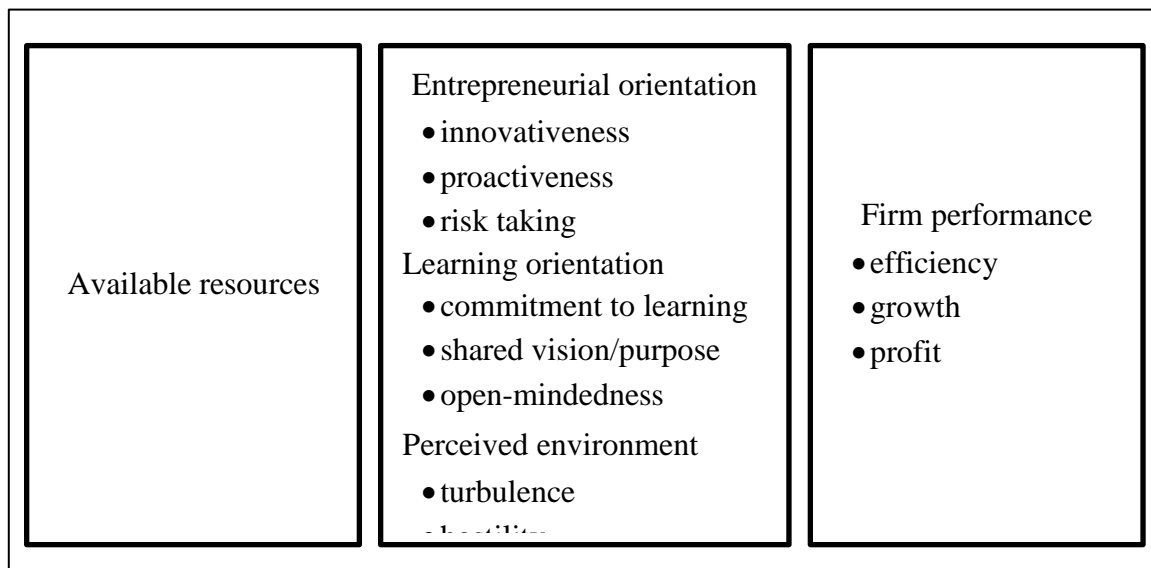 Available resources
Entrepreneurial orientation
• innovativeness
• proactiveness
• risk taking
Learning orientation
• commitment to learning
• shared vision/purpose
• open-mindedness
Perceived environment
• turbulence
• hostility
Firm performance
• efficiency
• growth
• profit